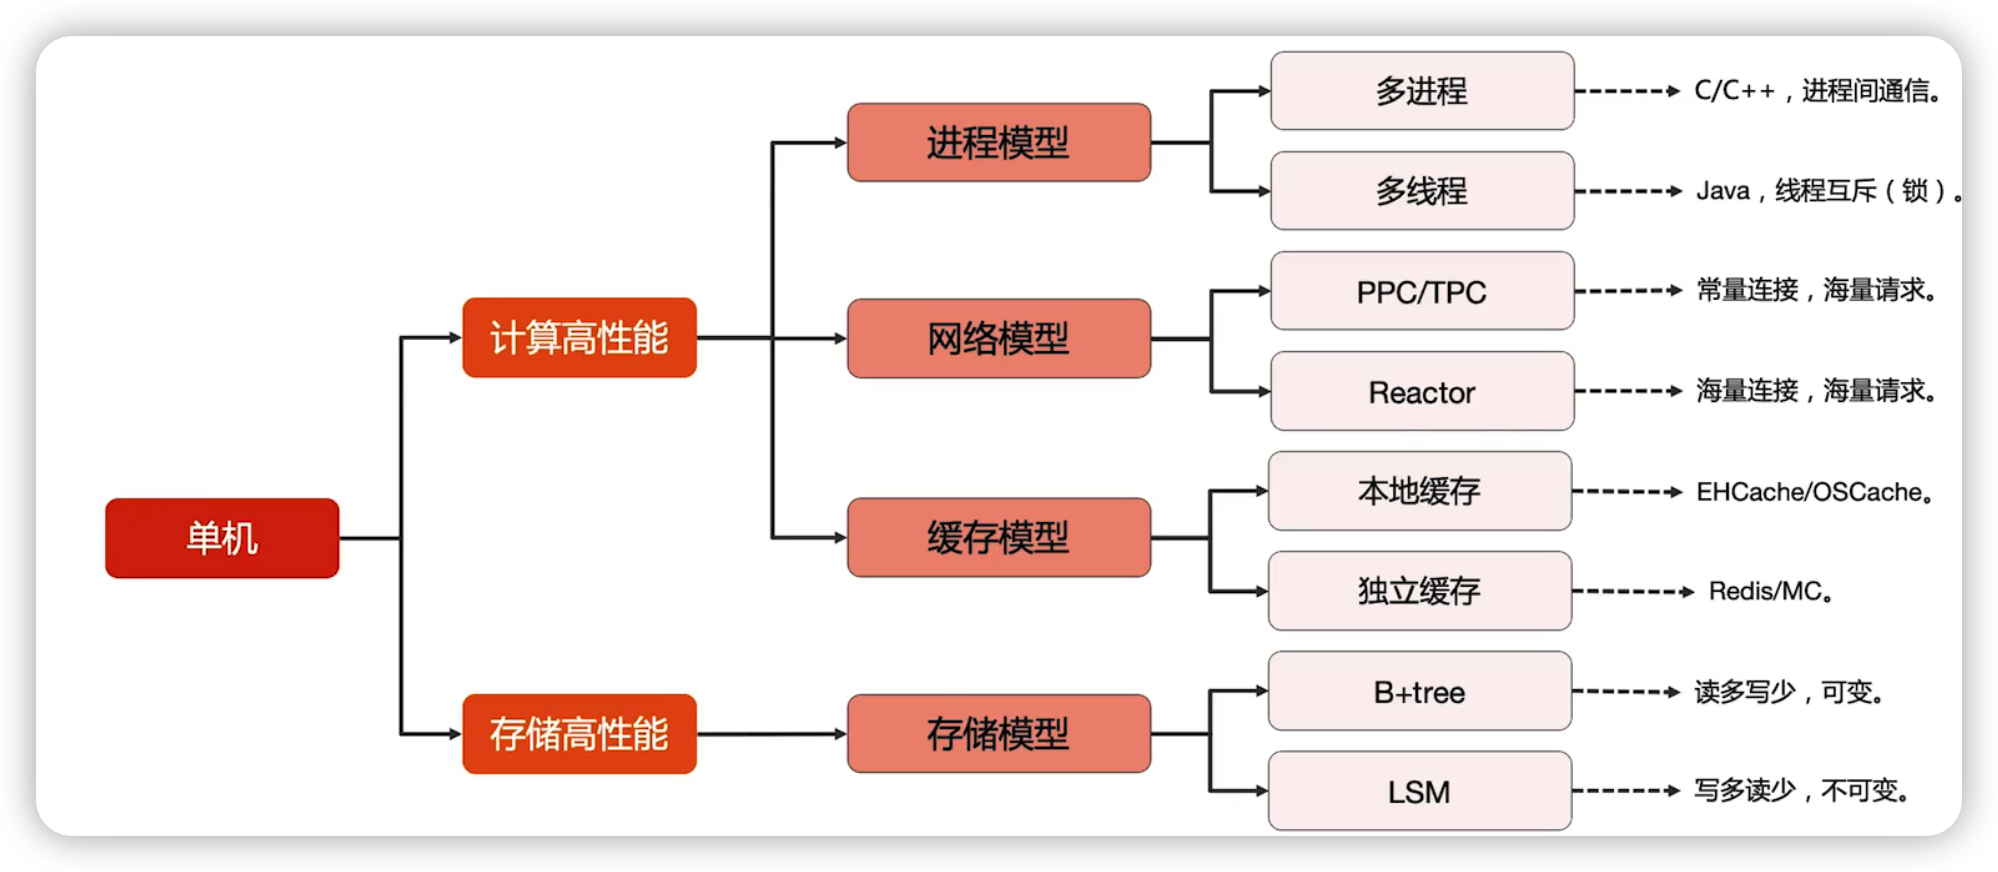 单机
计算高性能
存储高性能
进程模型
网络模型
缓存模型
存储模型
多进程
C/C++，进程间通信。
多线程
Java，线程互斥（锁）。
PPC/TPC
常量连接，海量请求。
Reactor
海量连接，海量请求。
本地缓存
EHCache/OSCache。
独立缓存
Redis/MC。
B+tree
读多写少，可变。
LSM
写多读少，不可变。